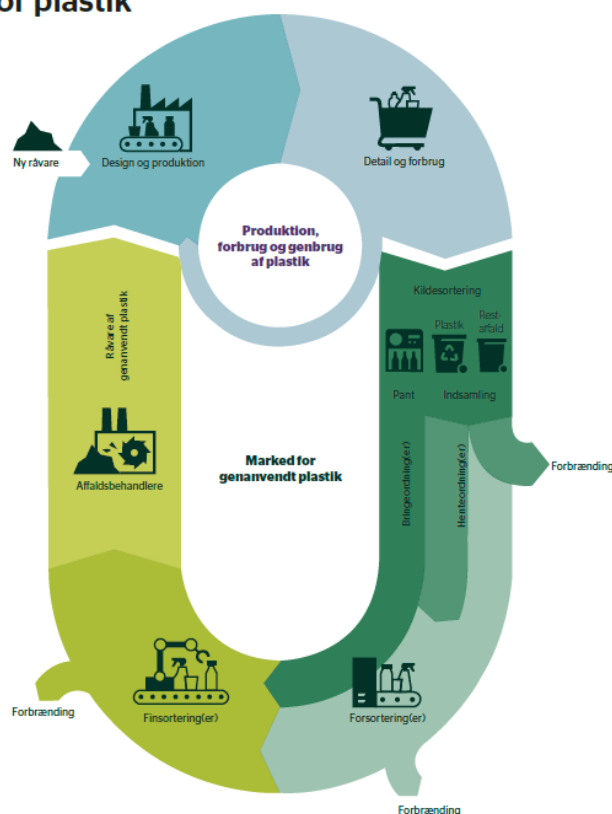 or plastik
Ny råvare
Design og produktion
Detail og forbrug
Produktion,
forbrug og genbrug
af plastik
Kildesortering
Plastik
Rest-
affald
Pant
Indsamling
Råvare af
genanvendt plastik
Bringeordning(er)
Henteordning(er)
Forbrænding
Marked for
genanvendt plastik
Affaldsbehandlere
Finsortering(er)
Forsortering(er)
Forbrænding
Forbrænding